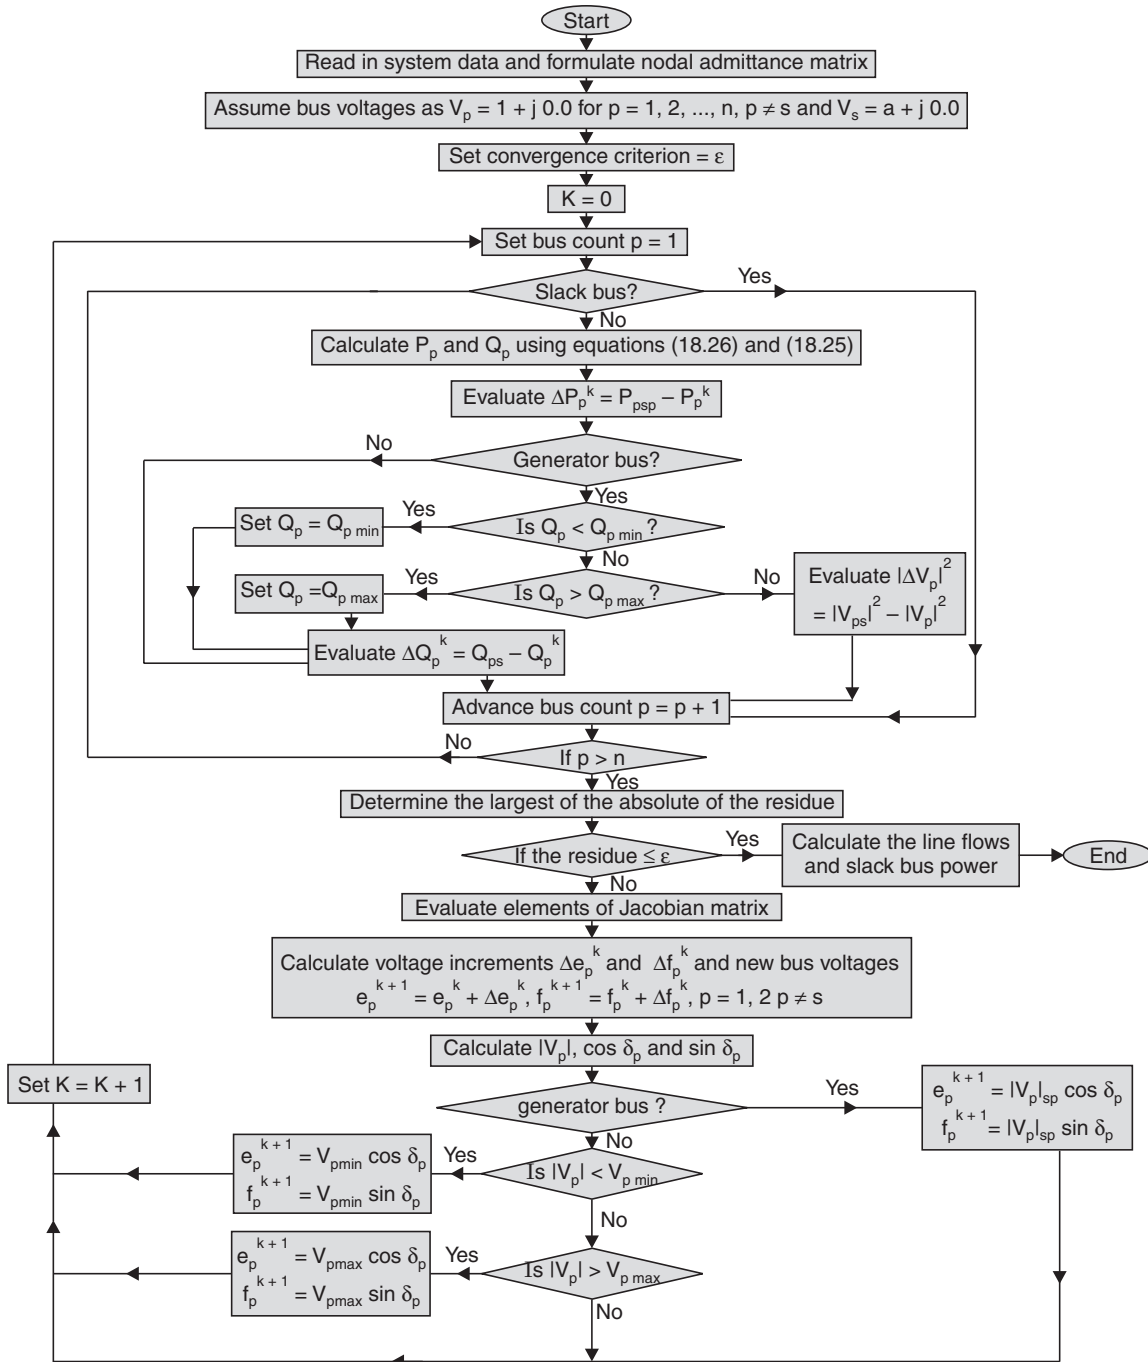 Start
Read in system data and formulate nodal admittance matrix
Assume bus voltages as V_p = 1 + j 0.0 for p = 1, 2, ..., n, p ≠ s and V_s = a + j 0.0
Set convergence criterion = ε
K = 0
Set bus count p = 1
Slack bus?
Yes
No
Calculate P_p and Q_p using equations (18.26) and (18.25)
Evaluate ΔP_p^k = P_psp – P_p^k
No
Generator bus?
Yes
Set Q_p = Q_p min
Yes
Is Q_p < Q_p min ?
No
Set Q_p =Q_p max
Yes
Is Q_p > Q_p max ?
No
Evaluate |ΔV_p|^2
= |V_ps|^2 – |V_p|^2
Evaluate ΔQ_p^k = Q_ps – Q_p^k
Advance bus count p = p + 1
No
If p > n
Yes
Determine the largest of the absolute of the residue
If the residue ≤ ε
Yes
Calculate the line flows
and slack bus power
End
No
Evaluate elements of Jacobian matrix
Calculate voltage increments Δe_p^k and Δf_p^k and new bus voltages
e_p^k + 1 = e_p^k + Δe_p^k, f_p^k + 1 = f_p^k + Δf_p^k, p = 1, 2 p ≠ s
Calculate |V_p|, cos δ_p and sin δ_p
Set K = K + 1
generator bus ?
Yes
e_p^k + 1 = |V_p|_sp cos δ_p
f_p^k + 1 = |V_p|_sp sin δ_p
No
e_p^k + 1 = V_pmin cos δ_p
f_p^k + 1 = V_pmin sin δ_p
Yes
Is |V_p| < V_p min
No
e_p^k + 1 = V_pmax cos δ_p
f_p^k + 1 = V_pmax sin δ_p
Yes
Is |V_p| > V_p max
No